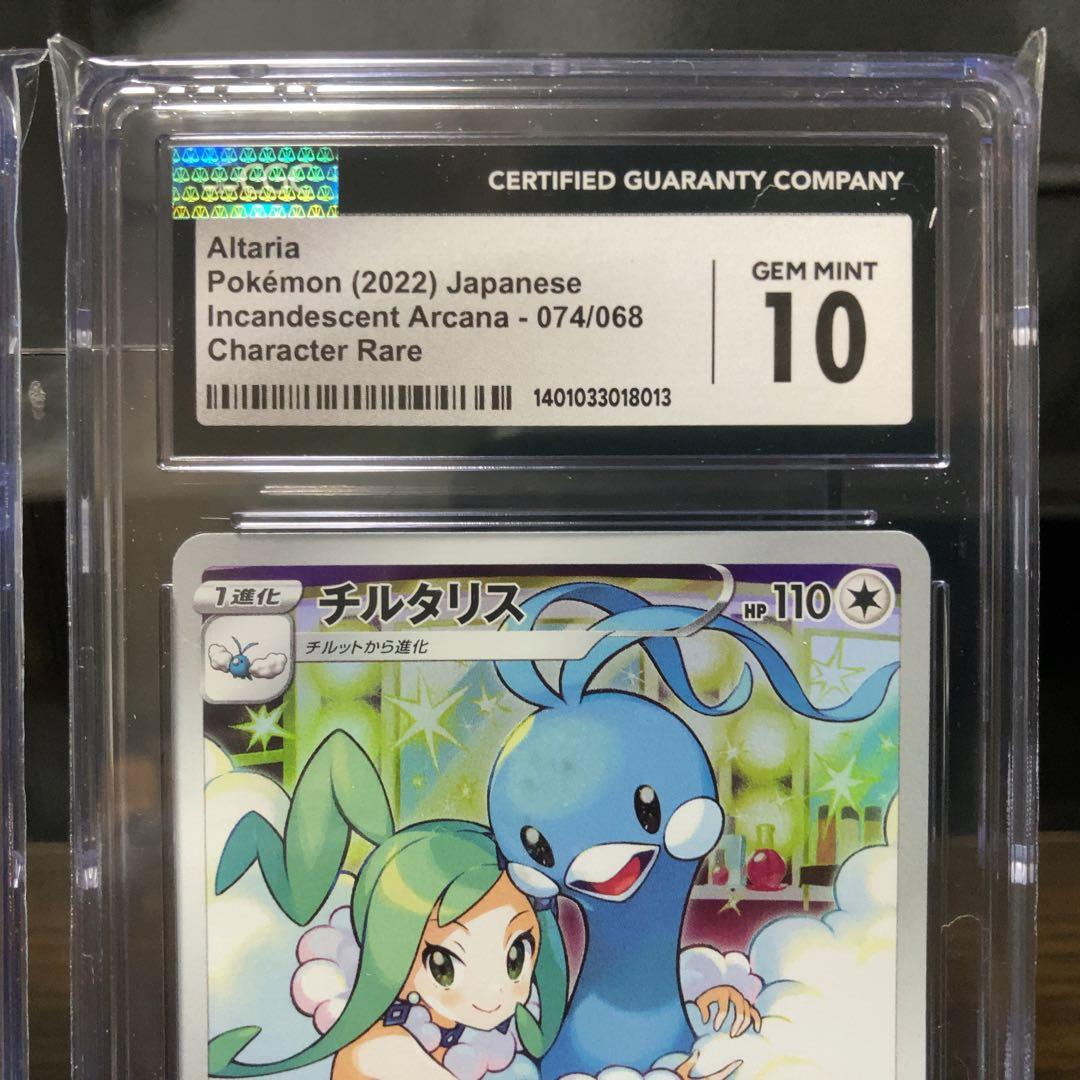 CGC
CERTIFIED GUARANTY COMPANY
Altaria
Pokémon (2022) Japanese
Incandescent Arcana - 074/068
Character Rare
GEM MINT
10
1401033018013
1進化
チルタリス
HP 110
チルットから進化